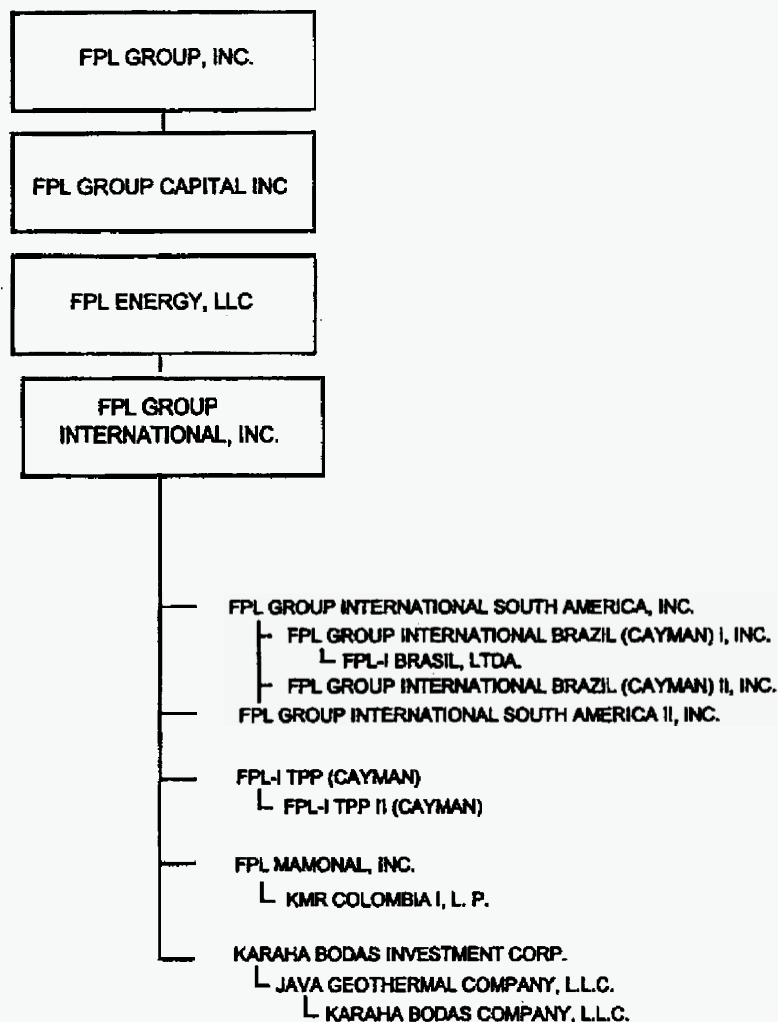 FPL GROUP, INC.
FPL GROUP CAPITAL INC
FPL ENERGY, LLC
FPL GROUP
INTERNATIONAL, INC.
FPL GROUP INTERNATIONAL SOUTH AMERICA, INC.
FPL GROUP INTERNATIONAL BRAZIL (CAYMAN) I, INC.
FPL-I BRASIL, LTDA.
FPL GROUP INTERNATIONAL BRAZIL (CAYMAN) II, INC.
FPL GROUP INTERNATIONAL SOUTH AMERICA II, INC.
FPL-I TPP (CAYMAN)
FPL-I TPP II (CAYMAN)
FPL MAMONAL, INC.
KMR COLOMBIA I, L. P.
KARAHA BODAS INVESTMENT CORP.
JAVA GEOTHERMAL COMPANY, L.L.C.
KARAHA BODAS COMPANY, L.L.C.